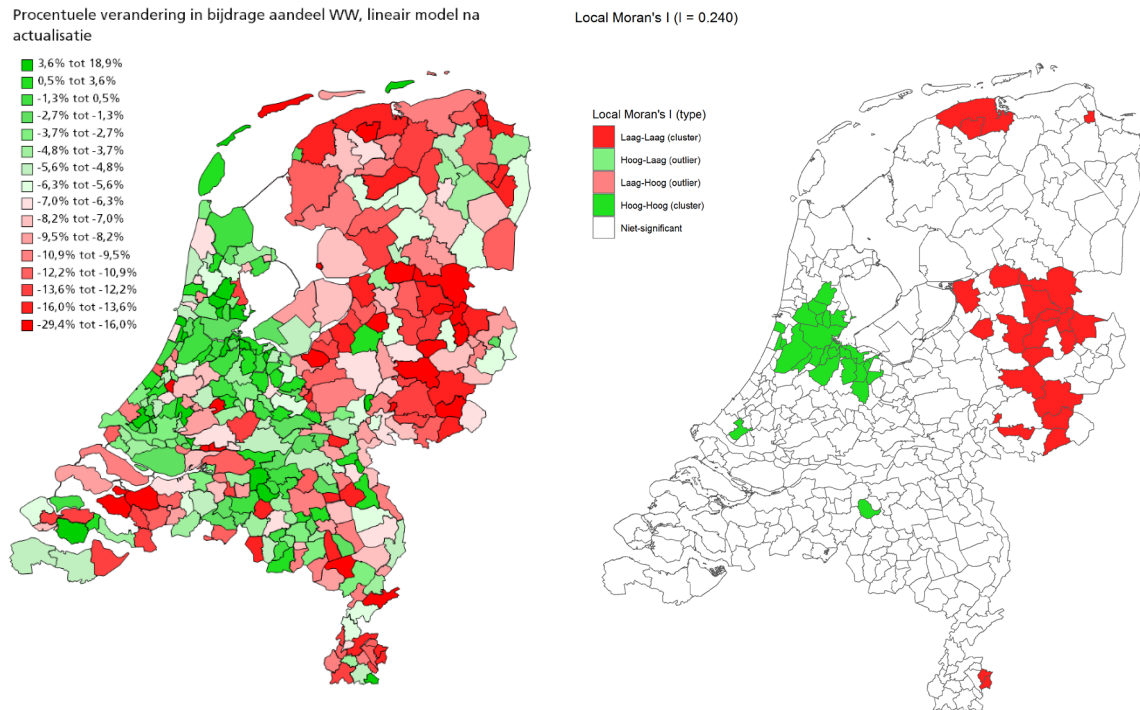 Procentuele verandering in bijdrage aandeel WW, lineair model na
actualisatie
3,6% tot 18,9%
0,5% tot 3,6%
-1,3% tot 0,5%
-2,7% tot -1,3%
-3,7% tot -2,7%
-4,8% tot -3,7%
-5,6% tot -4,8%
-6,3% tot -5,6%
-7,0% tot -6,3%
-8,2% tot -7,0%
-9,5% tot -8,2%
-10,9% tot -9,5%
-12,2% tot -10,9%
-13,6% tot -12,2%
-16,0% tot -13,6%
-29,4% tot -16,0%
Local Moran's I (I = 0.240)
Local Moran's I (type)
Laag-Laag (cluster)
Hoog-Laag (outlier)
Laag-Hoog (outlier)
Hoog-Hoog (cluster)
Niet-significant